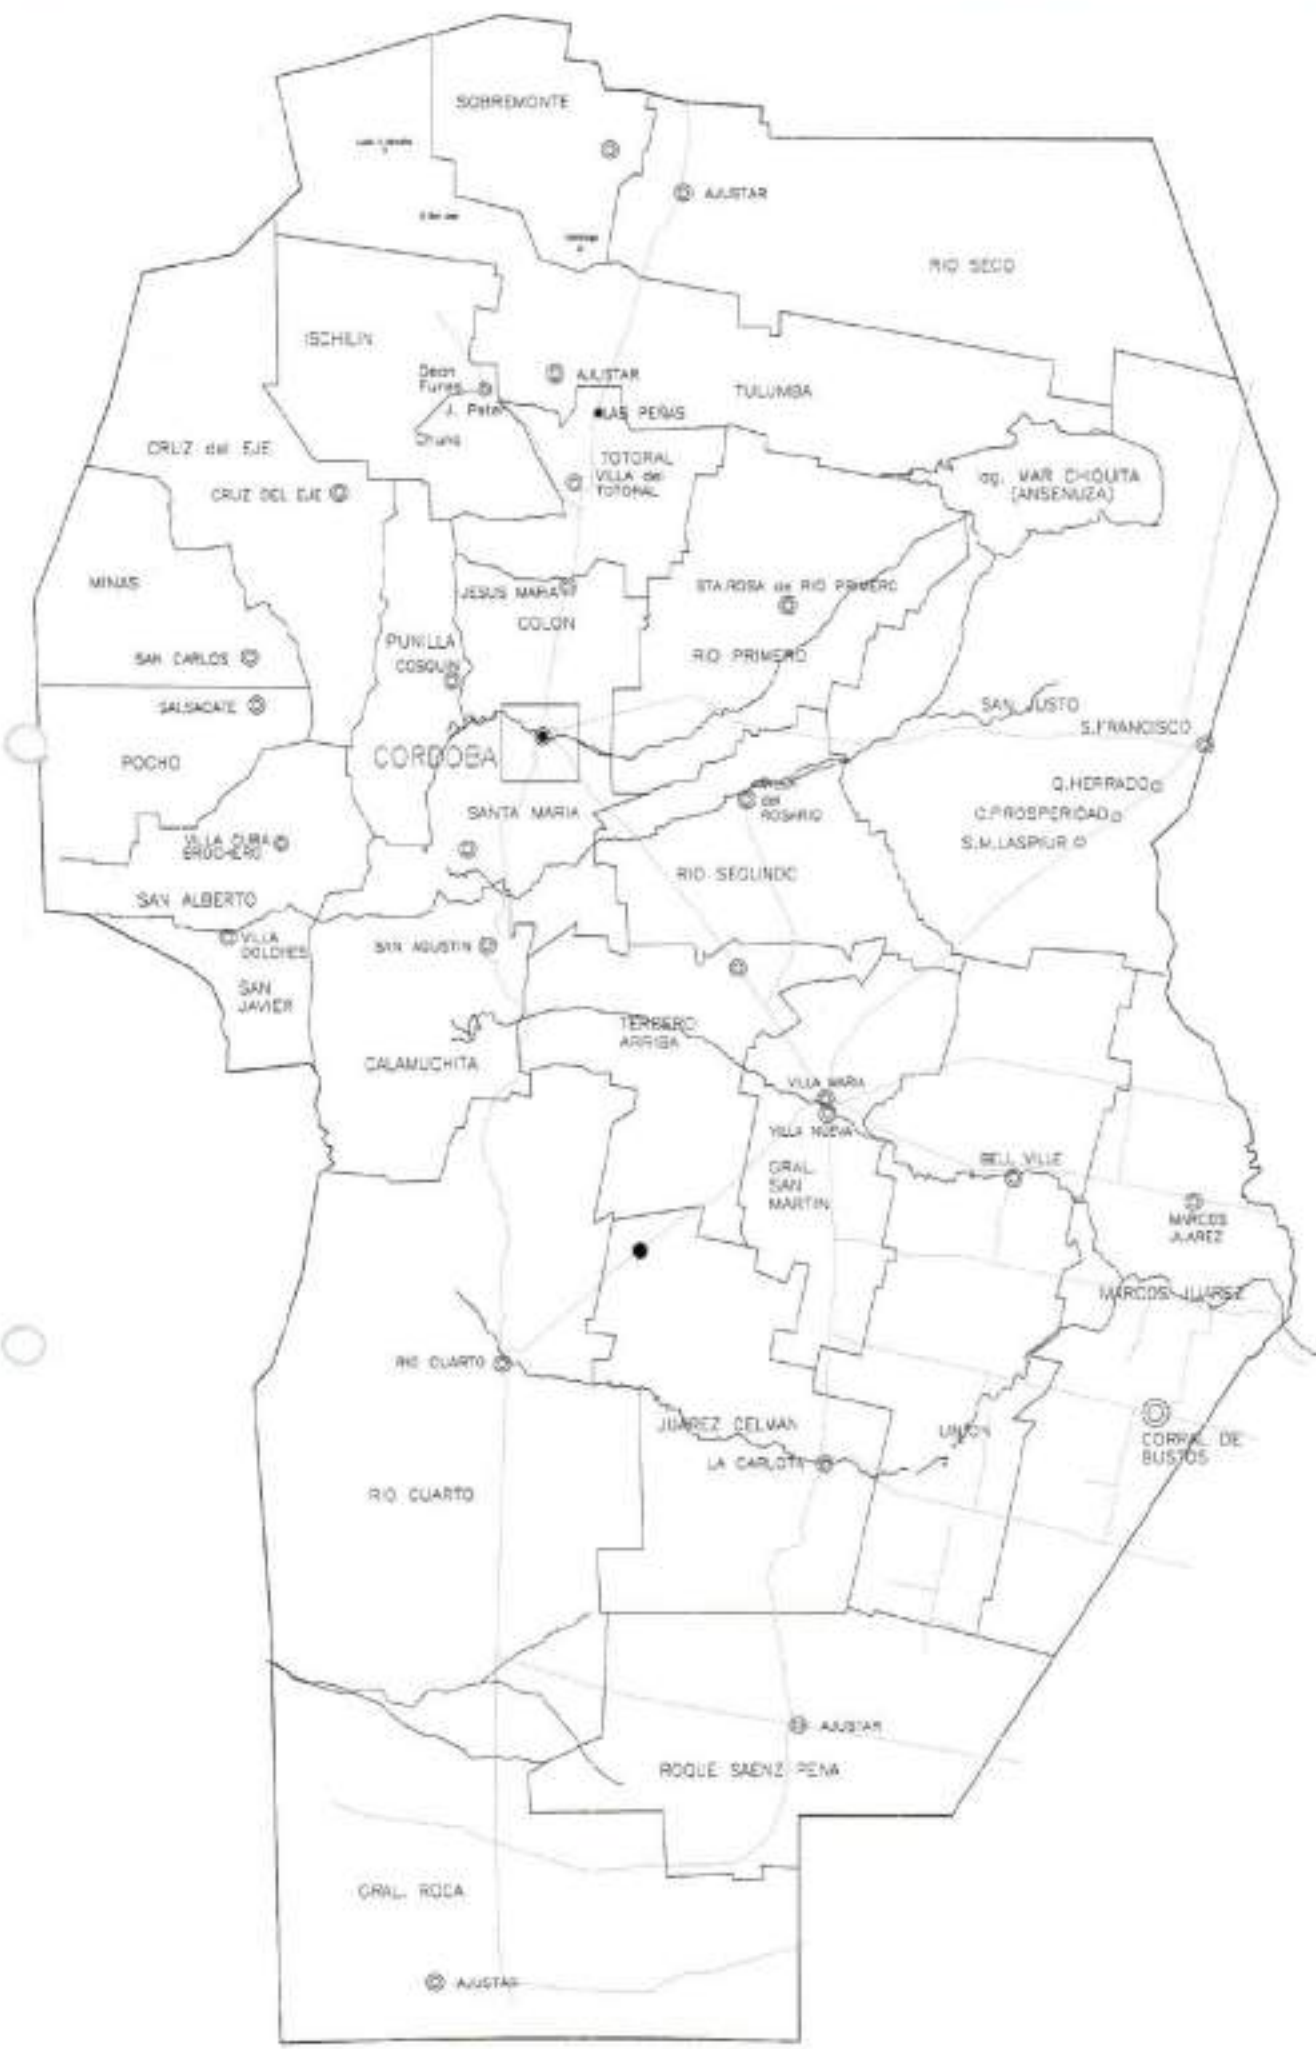 SOBREMONTE
AJUSTAR
RIO SECO
ISCHILIN
Dean
Funes
J. Peter
Chuña
AJUSTAR
TULUMBA
LAS PEÑAS
CRUZ del EJE
CRUZ DEL EJE
TOTORAL
VILLA del
TOTORAL
lag. MAR CHIQUITA
(ANSENUZA)
MINAS
JESUS MARIA
COLON
STA.ROSA de RIO PRIMERO
SAN CARLOS
PUNILLA
COSQUIN
RIO PRIMERO
SALSACATE
SAN JUSTO
S.FRANCISCO
POCHO
CORDOBA
Q.HERRADO
SANTA MARIA
del
ROSARIO
C.PROSPERIDAD
VILLA CURA
BROCHERO
S.M.LASPIUR
RIO SEGUNDO
SAN ALBERTO
VILLA
DOLORES
SAN AGUSTIN
SAN
JAVIER
TERCERO
ARRIBA
CALAMUCHITA
VILLA MARIA
VILLA NUEVA
GRAL.
SAN
MARTIN
BELL VILLE
MARCOS
JUAREZ
MARCOS JUAREZ
RIO CUARTO
JUAREZ CELMAN
UNION
CORRAL DE
BUSTOS
LA CARLOTA
RIO CUARTO
AJUSTAR
ROQUE SAENZ PENA
GRAL. ROCA
AJUSTAR